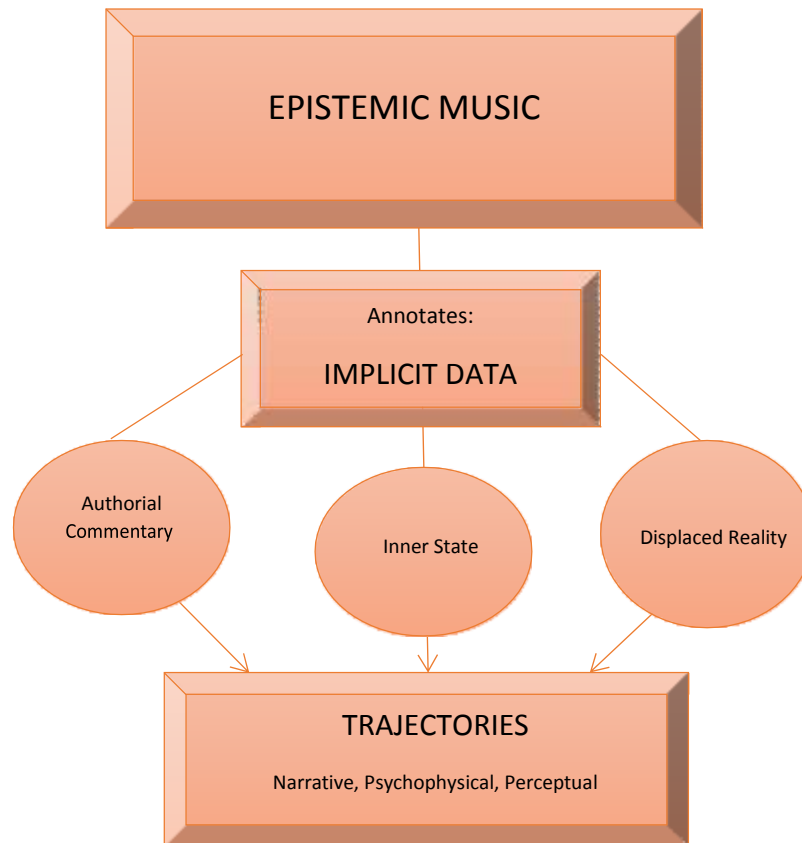 EPISTEMIC MUSIC
Annotates:
IMPLICIT DATA
Authorial
Commentary
Inner State
Displaced Reality
TRAJECTORIES
Narrative, Psychophysical, Perceptual